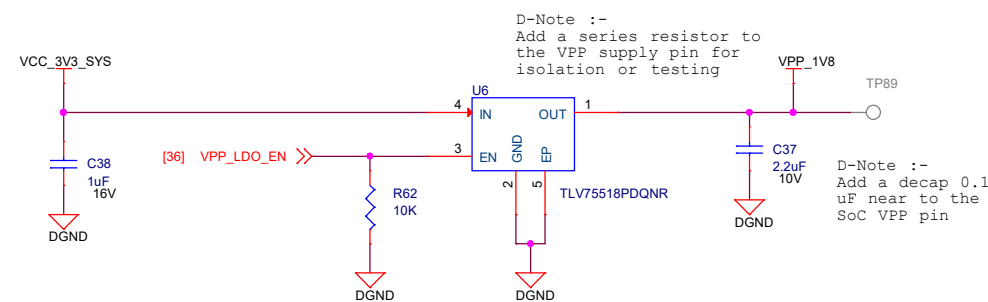 D-Note :-
Add a series resistor to
the VPP supply pin for
isolation or testing
VCC_3V3_SYS
VPP_1V8
TP89
U6
4
IN
OUT
1
[36] VPP_LDO_EN
3
EN
GND
EP
2
5
TLV75518PDQNR
C38
1uF
16V
DGND
R62
10K
DGND
DGND
C37
2.2uF
10V
DGND
D-Note :-
Add a decap 0.1
uF near to the
SoC VPP pin